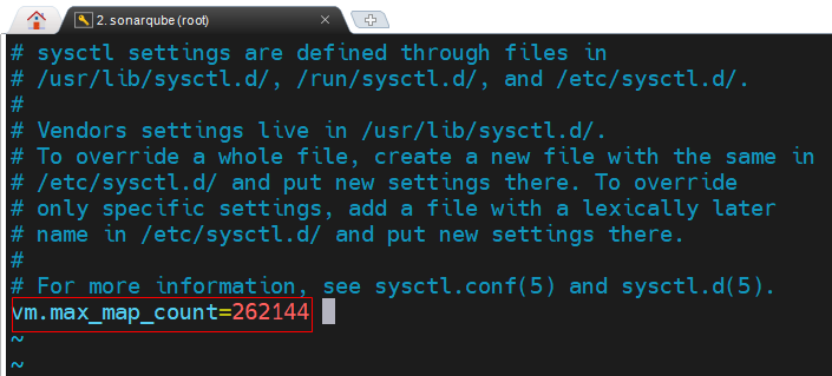 2. sonarqube (root)
# sysctl settings are defined through files in
# /usr/lib/sysctl.d/, /run/sysctl.d/, and /etc/sysctl.d/.
#
# Vendors settings live in /usr/lib/sysctl.d/.
# To override a whole file, create a new file with the same in
# /etc/sysctl.d/ and put new settings there. To override
# only specific settings, add a file with a lexically later
# name in /etc/sysctl.d/ and put new settings there.
#
# For more information, see sysctl.conf(5) and sysctl.d(5).
vm.max_map_count=262144
~
~